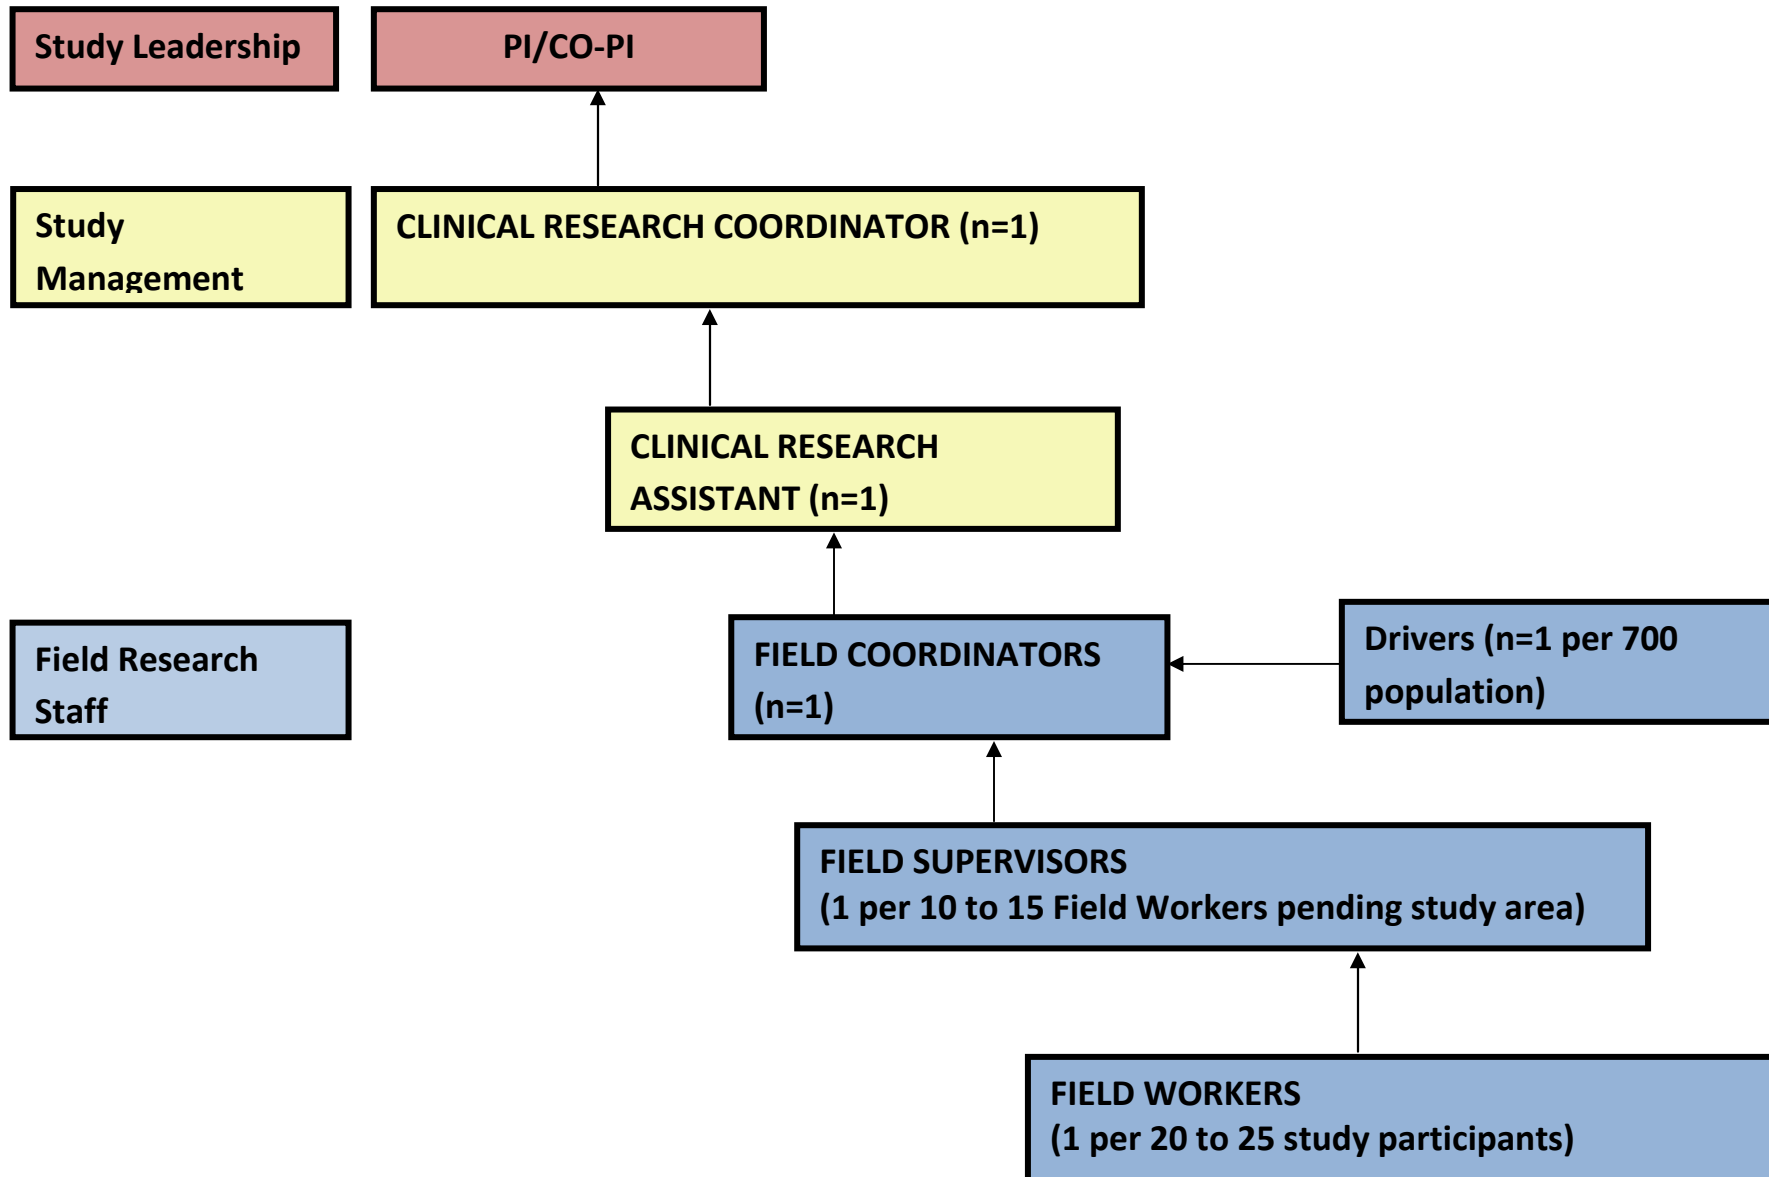 Study Leadership
PI/CO-PI
Study
Management
CLINICAL RESEARCH COORDINATOR (n=1)
CLINICAL RESEARCH
ASSISTANT (n=1)
Field Research
Staff
FIELD COORDINATORS
(n=1)
Drivers (n=1 per 700
population)
FIELD SUPERVISORS
(1 per 10 to 15 Field Workers pending study area)
FIELD WORKERS
(1 per 20 to 25 study participants)